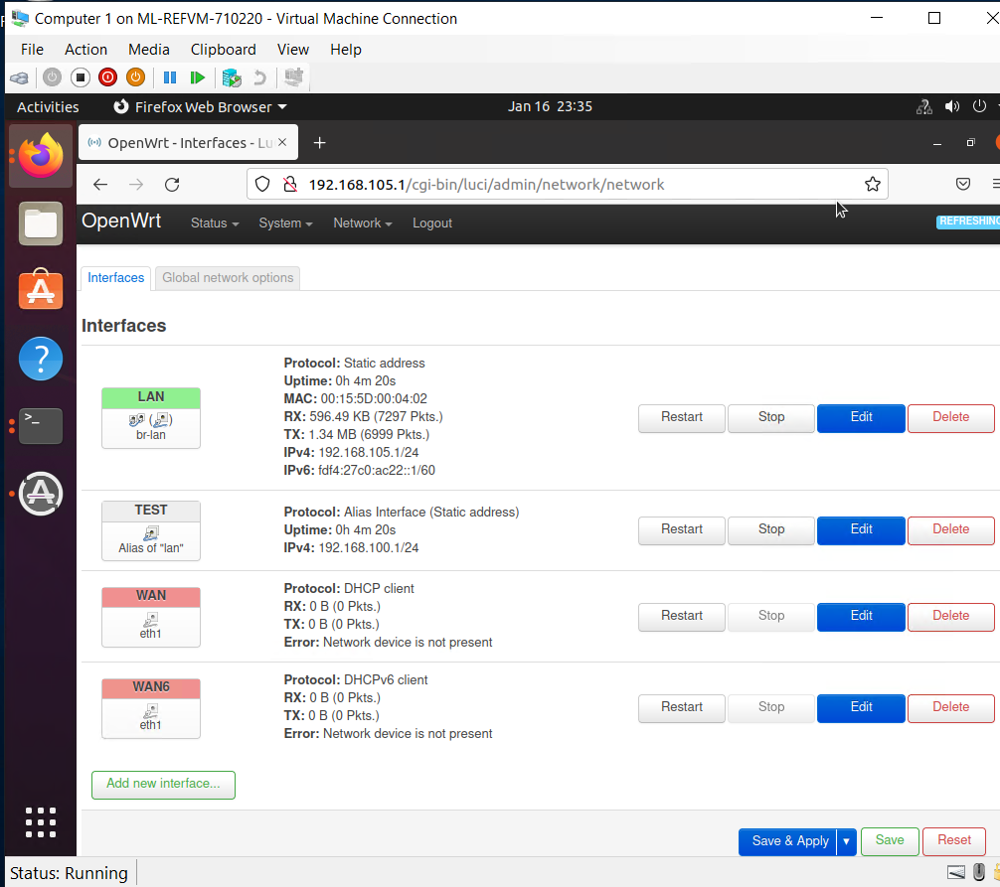 Computer 1 on ML-REFVM-710220 - Virtual Machine Connection
File Action Media Clipboard View Help
Activities Firefox Web Browser Jan 16 23:35
OpenWrt - Interfaces - Lu
192.168.105.1/cgi-bin/luci/admin/network/network
OpenWrt Status System Network Logout REFRESHING
Interfaces Global network options
Interfaces
LAN
br-lan
Protocol: Static address
Uptime: 0h 4m 20s
MAC: 00:15:5D:00:04:02
RX: 596.49 KB (7297 Pkts.)
TX: 1.34 MB (6999 Pkts.)
IPv4: 192.168.105.1/24
IPv6: fdf4:27c0:ac22::1/60
Restart Stop Edit Delete
TEST
Alias of "lan"
Protocol: Alias Interface (Static address)
Uptime: 0h 4m 20s
IPv4: 192.168.100.1/24
Restart Stop Edit Delete
WAN
eth1
Protocol: DHCP client
RX: 0 B (0 Pkts.)
TX: 0 B (0 Pkts.)
Error: Network device is not present
Restart Stop Edit Delete
WAN6
eth1
Protocol: DHCPv6 client
RX: 0 B (0 Pkts.)
TX: 0 B (0 Pkts.)
Error: Network device is not present
Restart Stop Edit Delete
Add new interface...
Save & Apply Save Reset
Status: Running